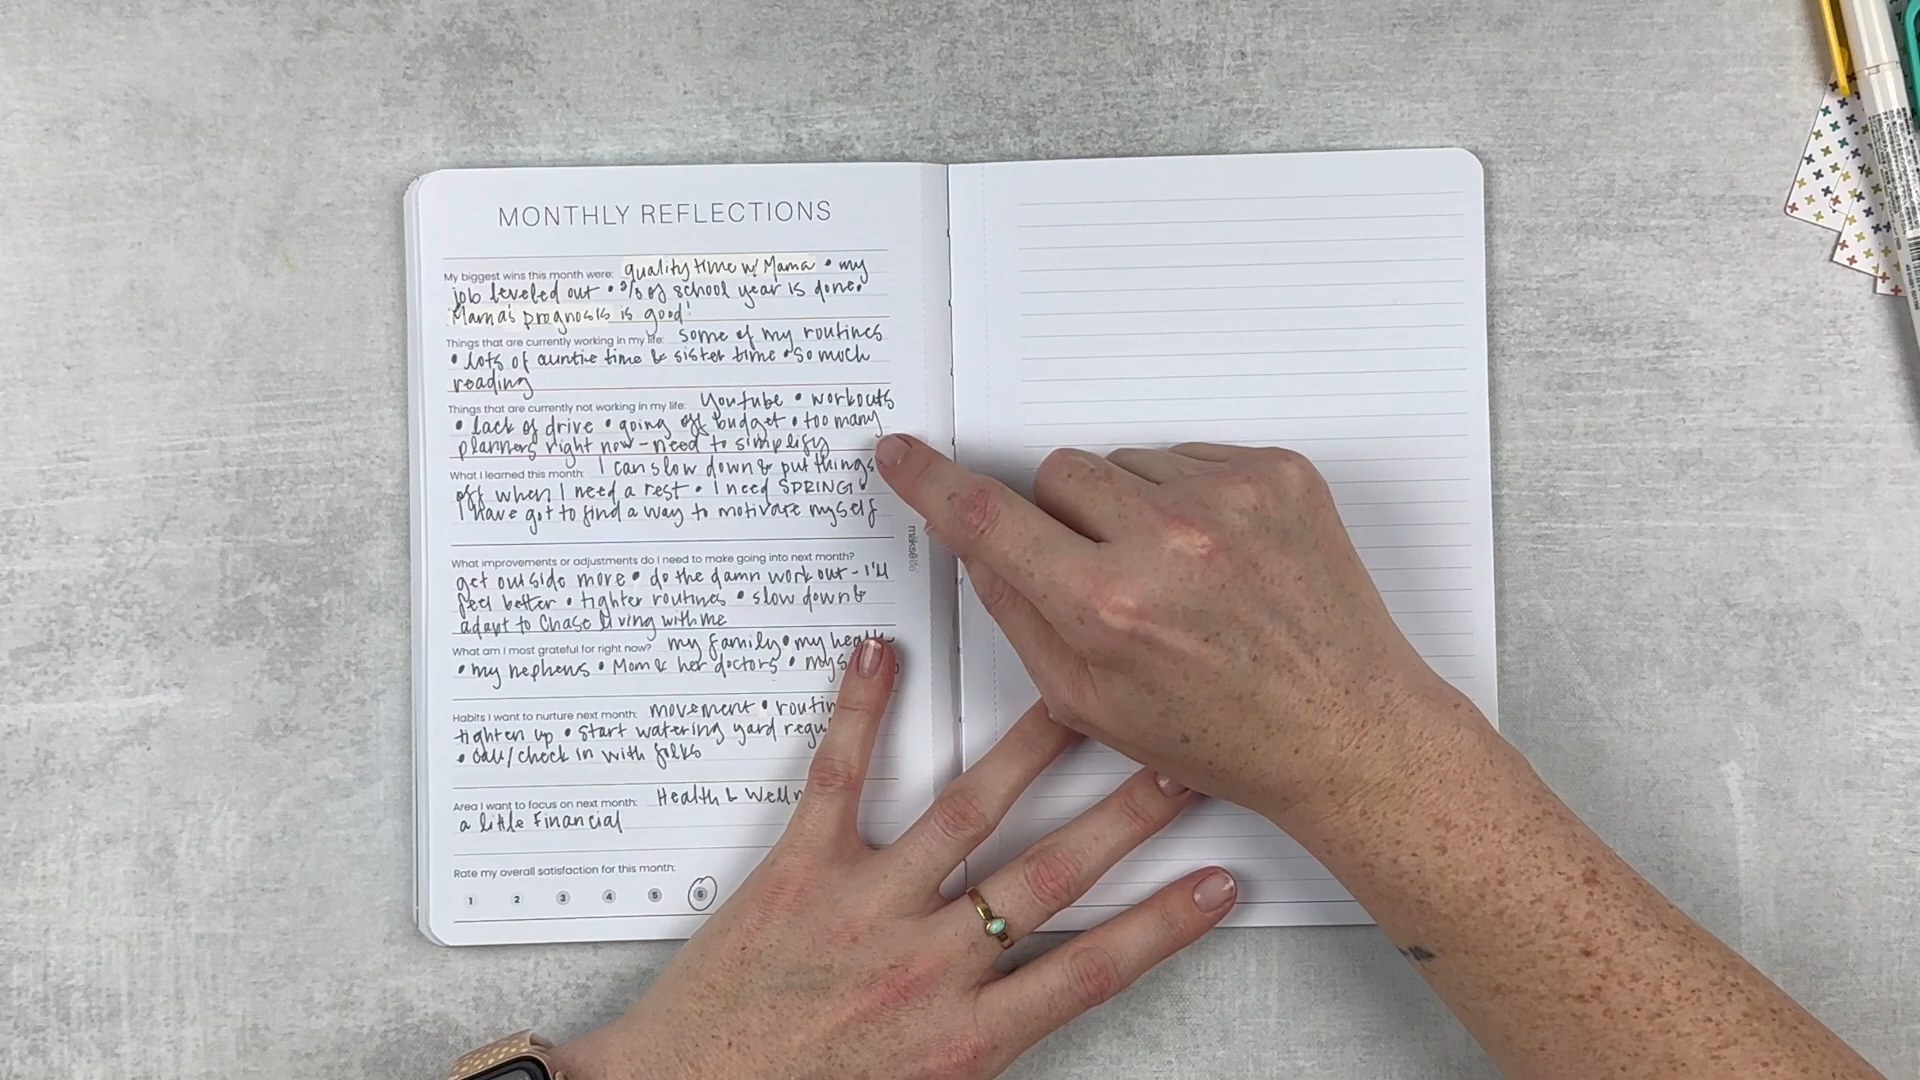 MONTHLY REFLECTIONS
My biggest wins this month were: quality time w/ Mama • my
job leveled out • 2/3 of school year is done.
Mama's prognosis is good!
Things that are currently working in my life: some of my routines
• lots of auntie time & sister time • so much
reading
Things that are currently not working in my life: Youtube • workouts
• lack of drive • going off budget • too many
planners right now - need to simplify
What I learned this month: I can slow down & put things
off when I need a rest • I need SPRING!
I have got to find a way to motivate myself
makselife
What improvements or adjustments do I need to make going into next month?
get outside more • do the damn work out - I'll
feel better • tighter routines • slow down &
adapt to Chase living with me
What am I most grateful for right now? my family • my health
• my nephews • Mom & her doctors •
Habits I want to nurture next month: movement •
tighten up • start watering yard
• call/check in with folks
Area I want to focus on next month: Health &
a little Financial
Rate my overall satisfaction for this month:
1 2 3 4 5 6